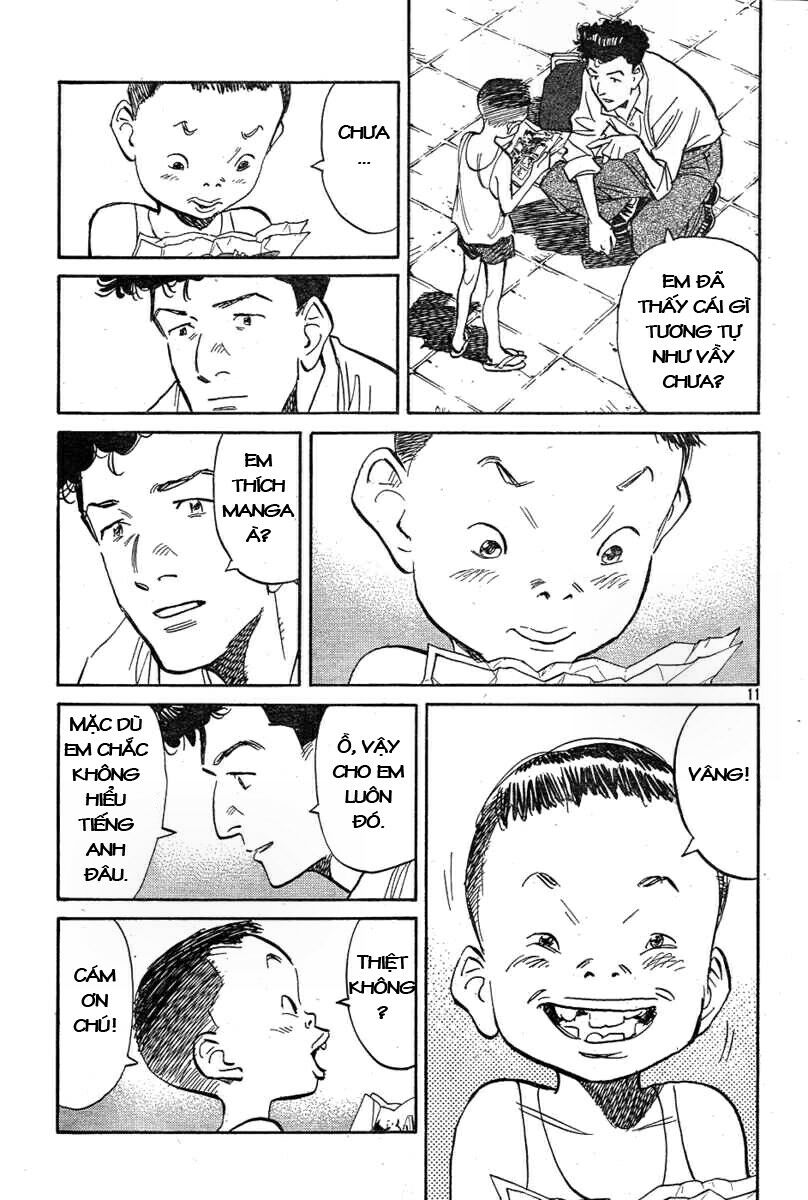 EM ĐÃ
THẤY CÁI GÌ
TƯƠNG TỰ
NHƯ VẦY
CHƯA?
CHƯA
...
EM
THÍCH
MANGA
À?
11
VÂNG!
Ồ, VẬY
CHO EM
LUÔN
ĐÓ.
MẶC DÙ
EM CHẮC
KHÔNG
HIỂU
TIẾNG
ANH
ĐÂU.
THIỆT
KHÔNG
?
CÁM
ƠN
CHÚ!